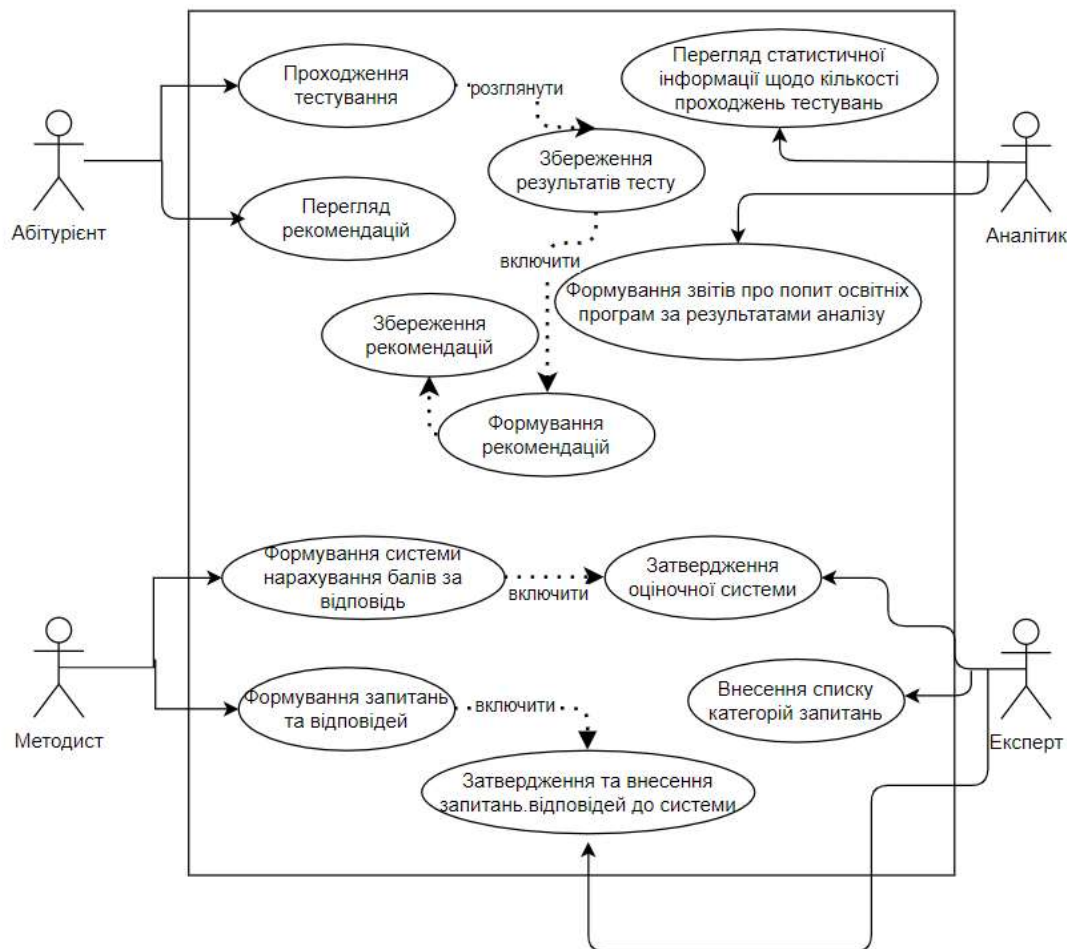 Проходження
тестування
розглянути
Перегляд статистичної
інформації щодо кількості
проходжень тестувань
Збереження
результатів тесту
Абітурієнт
Перегляд
рекомендацій
Аналітик
включити
Формування звітів про попит освітніх
програм за результатами аналізу
Збереження
рекомендацій
Формування
рекомендацій
Формування системи
нарахування балів за
відповідь
включити
Затвердження
оціночної системи
Методист
Формування запитань
та відповідей
включити
Внесення списку
категорій запитань
Експерт
Затвердження та внесення
запитань.відповідей до системи